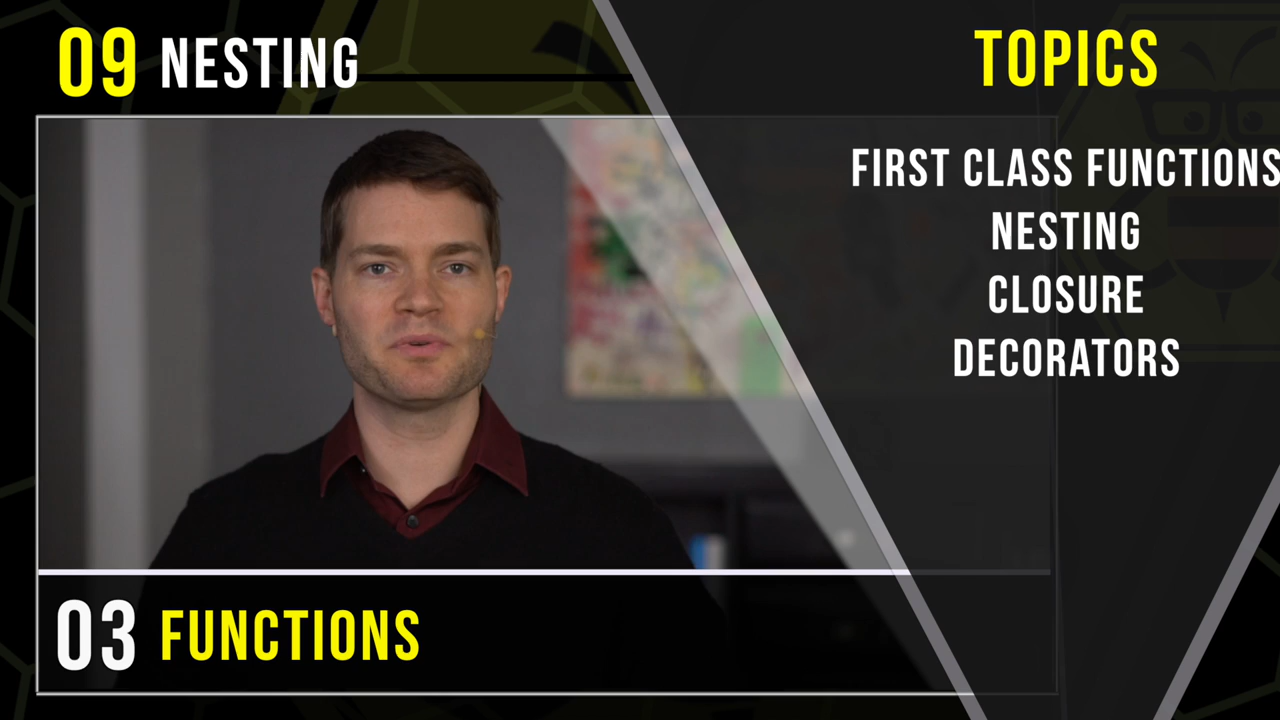 09 NESTING
TOPICS
FIRST CLASS FUNCTIONS
NESTING
CLOSURE
DECORATORS
03 FUNCTIONS